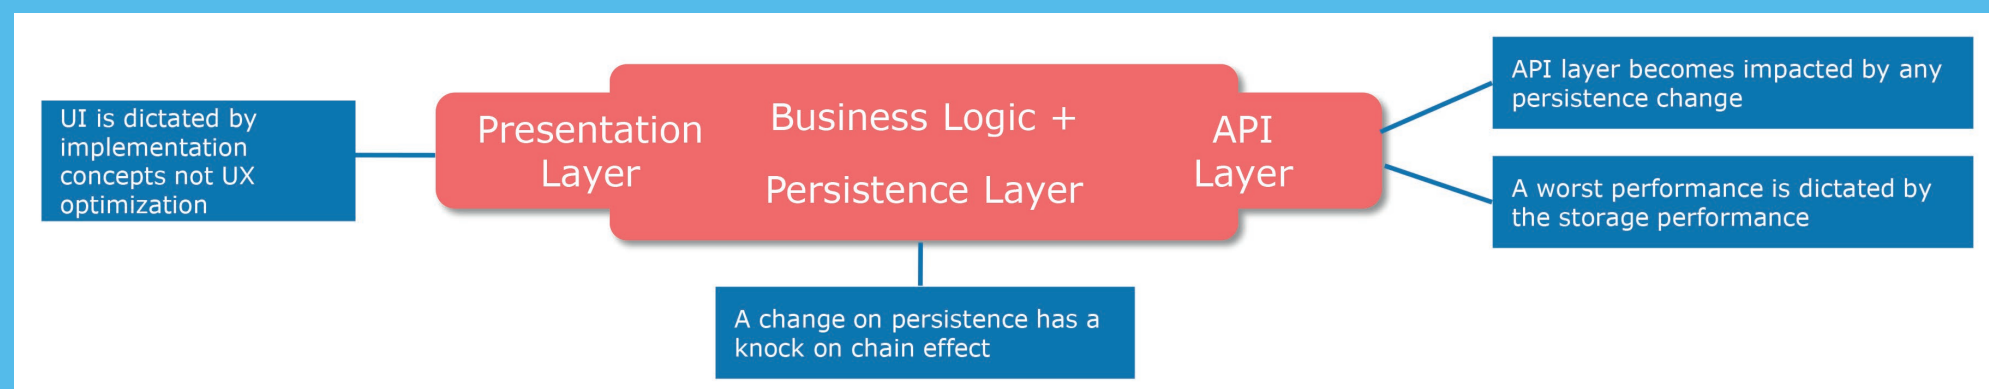 UI is dictated by
implementation
concepts not UX
optimization
Presentation
Layer
Business Logic +
Persistence Layer
API
Layer
API layer becomes impacted by any
persistence change
A worst performance is dictated by
the storage performance
A change on persistence has a
knock on chain effect